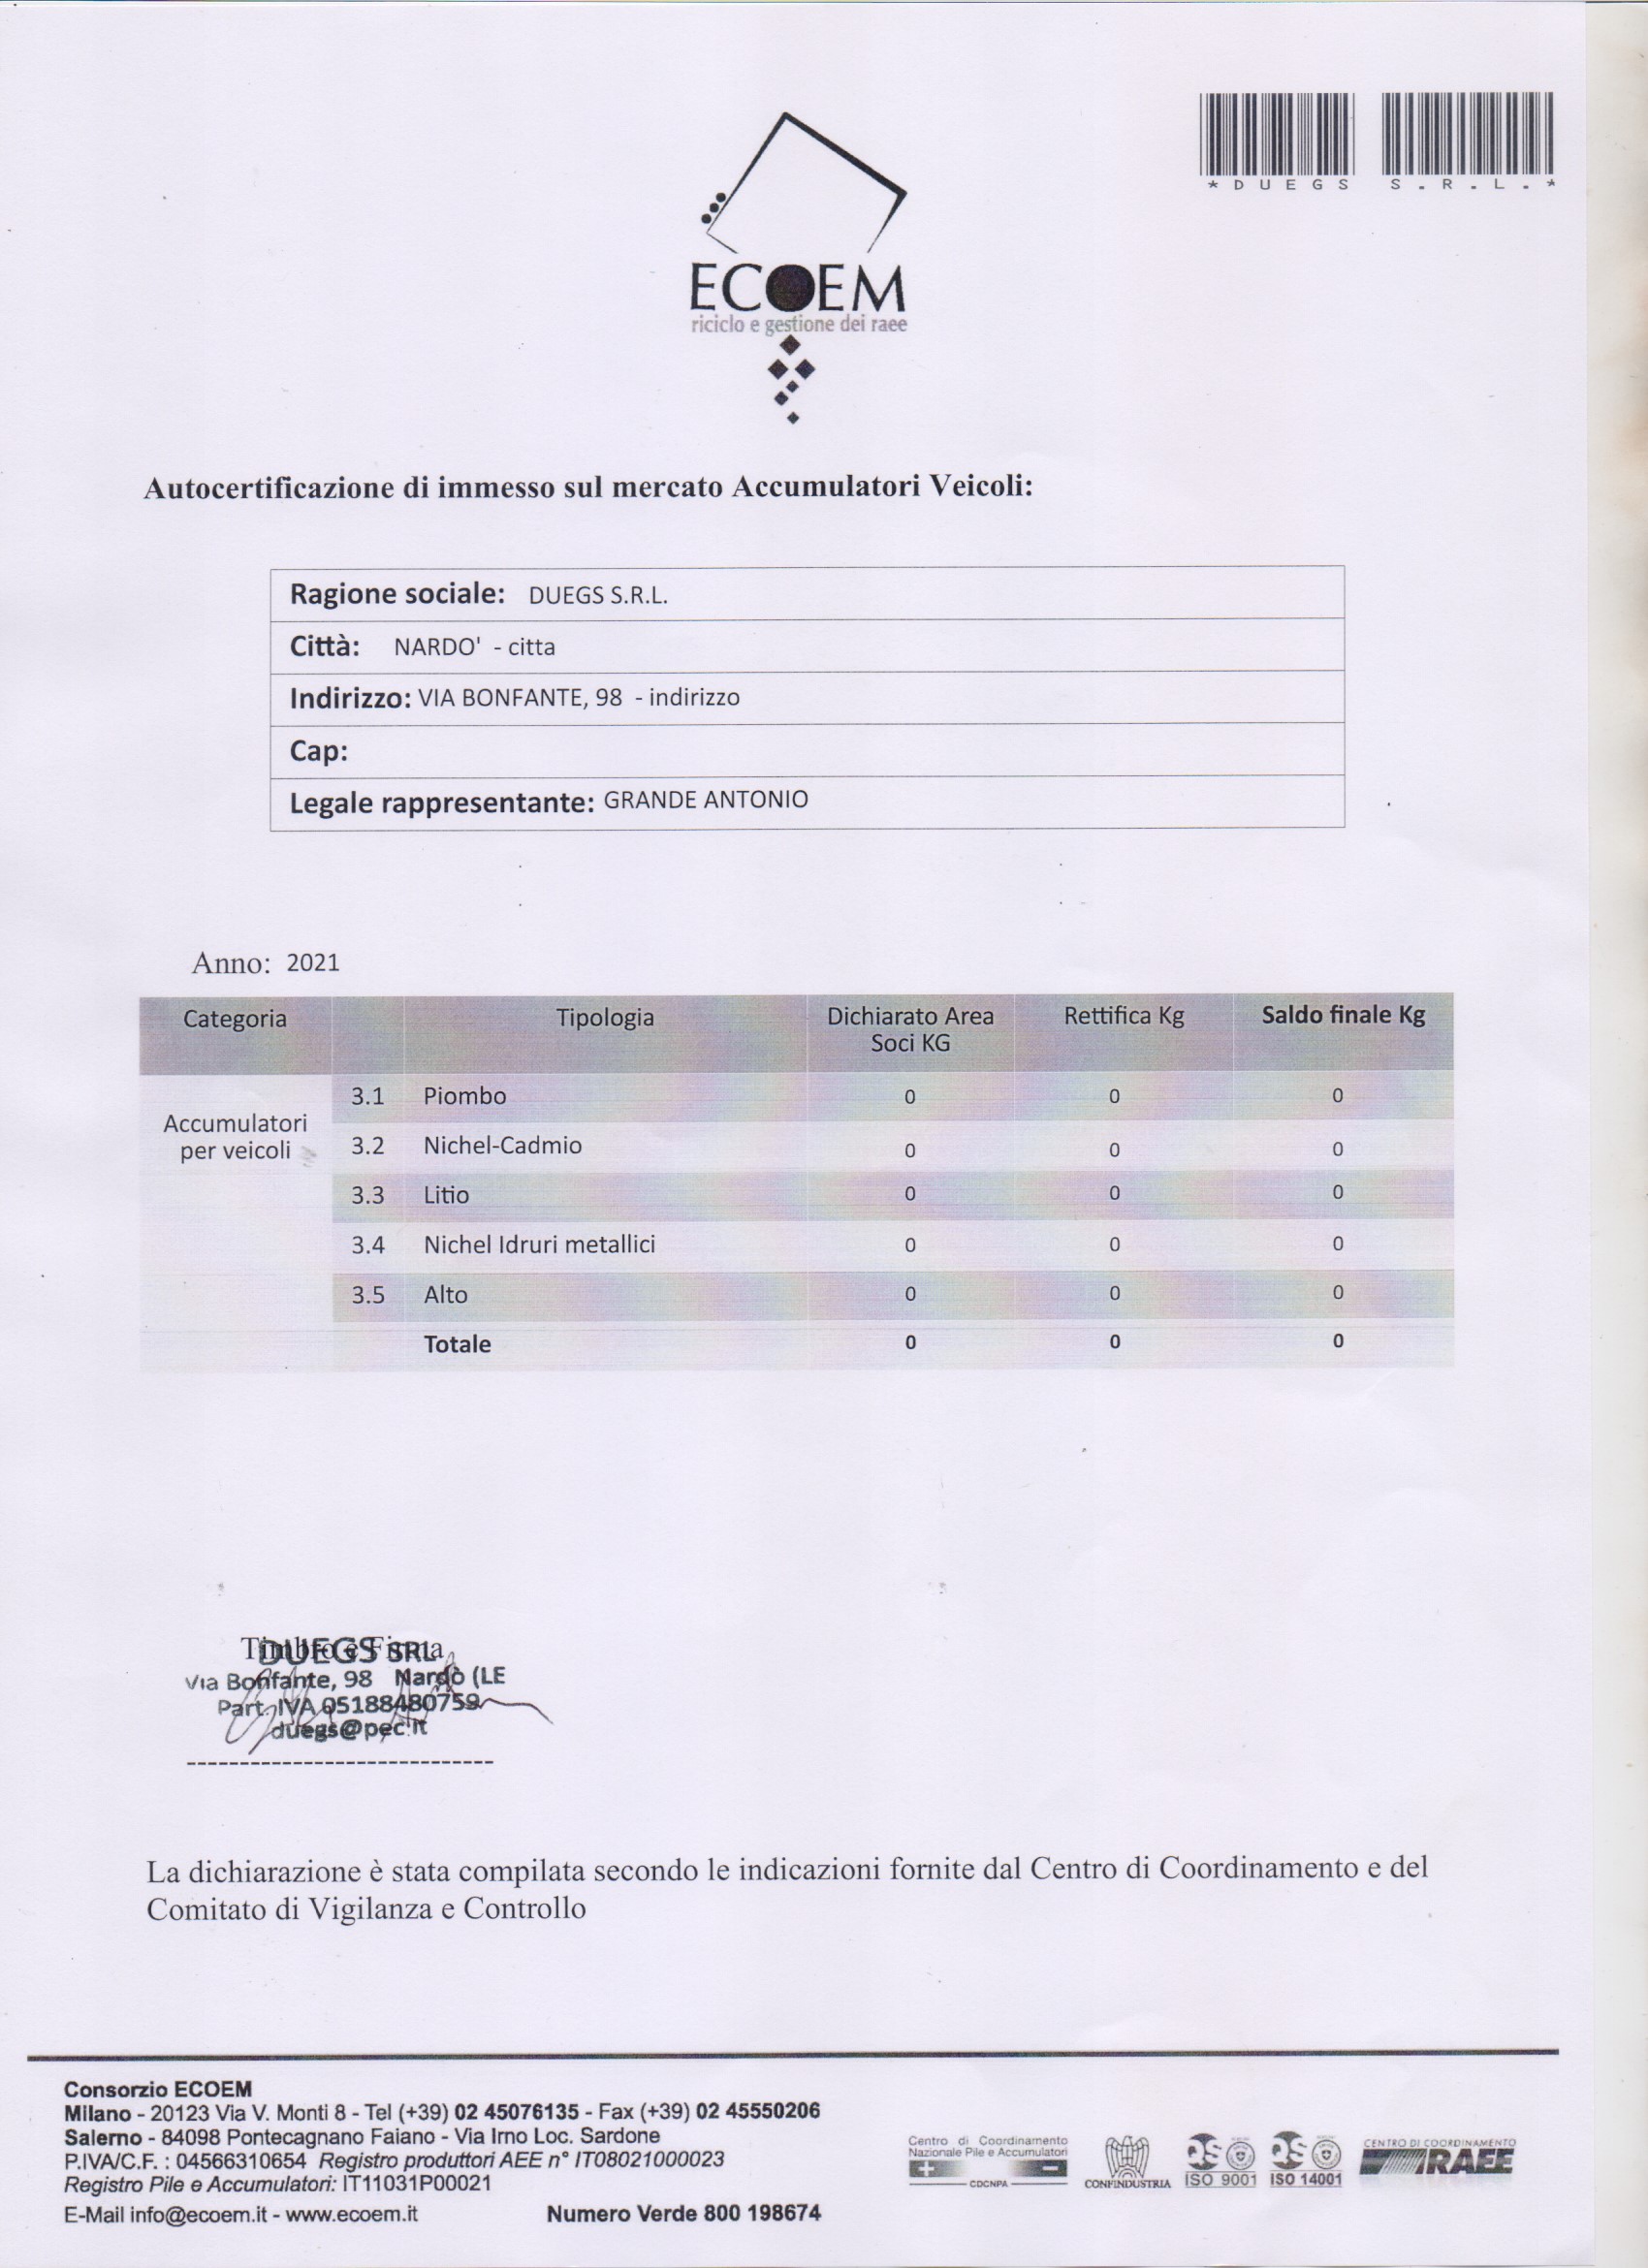 *DUEGS S.R.L.*
ECOEM
riciclo e gestione dei raee
Autocertificazione di immesso sul mercato Accumulatori Veicoli:
Ragione sociale: DUEGS S.R.L.
Città: NARDO' - citta
Indirizzo: VIA BONFANTE, 98 - indirizzo
Cap:
Legale rappresentante: GRANDE ANTONIO
Anno: 2021
Categoria Tipologia Dichiarato Area Soci KG Rettifica Kg Saldo finale Kg
Accumulatori per veicoli
3.1 Piombo 0 0 0
3.2 Nichel-Cadmio 0 0 0
3.3 Litio 0 0 0
3.4 Nichel Idruri metallici 0 0 0
3.5 Alto 0 0 0
Totale 0 0 0
Timbro e Firma
DUEGS SRL
Via Bonfante, 98 Nardò (LE
Part. IVA 05188480759
duegs@pec.it
La dichiarazione è stata compilata secondo le indicazioni fornite dal Centro di Coordinamento e del
Comitato di Vigilanza e Controllo
Consorzio ECOEM
Milano - 20123 Via V. Monti 8 - Tel (+39) 02 45076135 - Fax (+39) 02 45550206
Salerno - 84098 Pontecagnano Faiano - Via Irno Loc. Sardone
P.IVA/C.F. : 04566310654 Registro produttori AEE n° IT08021000023
Registro Pile e Accumulatori: IT11031P00021
E-Mail info@ecoem.it - www.ecoem.it Numero Verde 800 198674
Centro di Coordinamento
Nazionale Pile e Accumulatori
CDCNPA
CONFINDUSTRIA
QS ISO 9001
QS ISO 14001
CENTRO DI COORDINAMENTO
RAEE